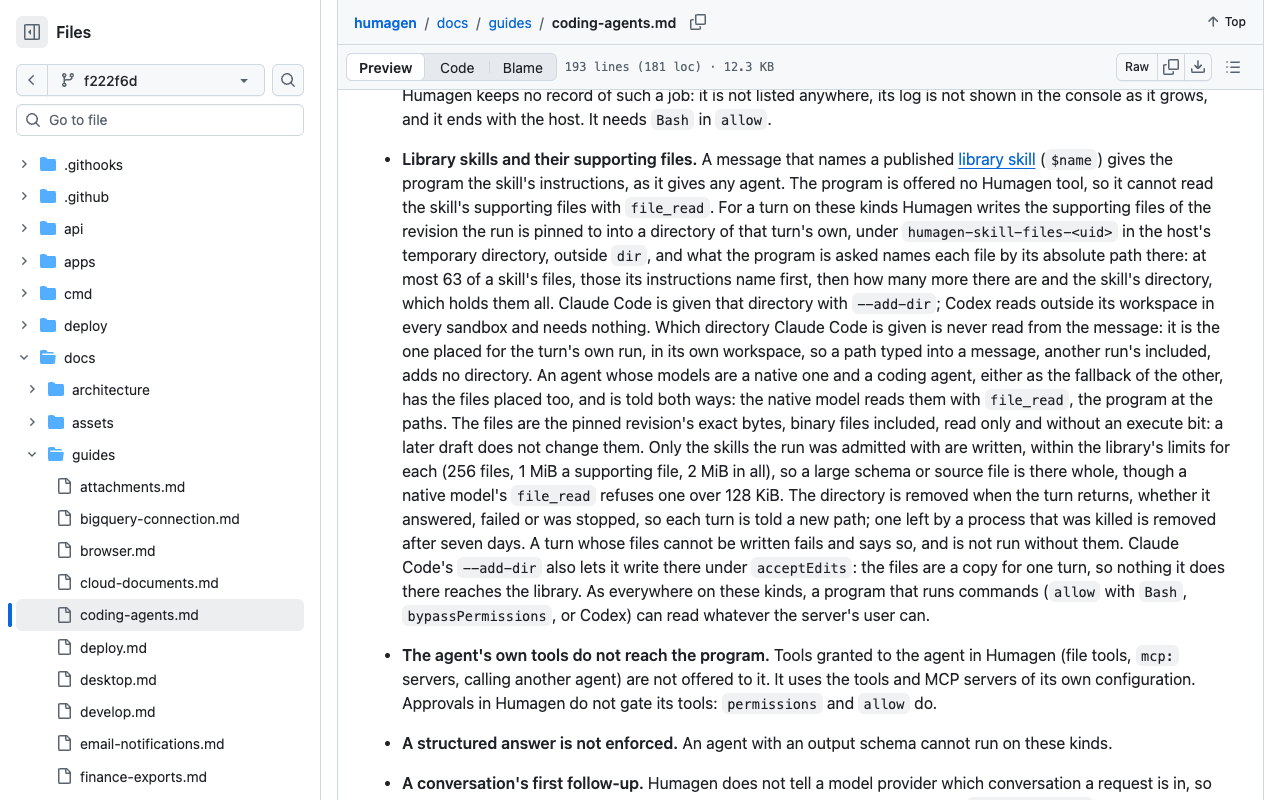 Files
f222f6d
Go to file
.githooks
.github
api
apps
cmd
deploy
docs
architecture
assets
guides
attachments.md
bigquery-connection.md
browser.md
cloud-documents.md
coding-agents.md
deploy.md
desktop.md
develop.md
email-notifications.md
finance-exports.md
humagen / docs / guides / coding-agents.md
Top
Preview Code Blame 193 lines (181 loc) · 12.3 KB
Raw
Humagen keeps no record of such a job: it is not listed anywhere, its log is not shown in the console as it grows,
and it ends with the host. It needs Bash in allow.
• Library skills and their supporting files. A message that names a published library skill ( $name ) gives the
program the skill's instructions, as it gives any agent. The program is offered no Humagen tool, so it cannot read
the skill's supporting files with file_read. For a turn on these kinds Humagen writes the supporting files of the
revision the run is pinned to into a directory of that turn's own, under humagen-skill-files-<uid> in the host's
temporary directory, outside dir, and what the program is asked names each file by its absolute path there: at
most 63 of a skill's files, those its instructions name first, then how many more there are and the skill's directory,
which holds them all. Claude Code is given that directory with --add-dir; Codex reads outside its workspace in
every sandbox and needs nothing. Which directory Claude Code is given is never read from the message: it is the
one placed for the turn's own run, in its own workspace, so a path typed into a message, another run's included,
adds no directory. An agent whose models are a native one and a coding agent, either as the fallback of the other,
has the files placed too, and is told both ways: the native model reads them with file_read, the program at the
paths. The files are the pinned revision's exact bytes, binary files included, read only and without an execute bit: a
later draft does not change them. Only the skills the run was admitted with are written, within the library's limits for
each (256 files, 1 MiB a supporting file, 2 MiB in all), so a large schema or source file is there whole, though a
native model's file_read refuses one over 128 KiB. The directory is removed when the turn returns, whether it
answered, failed or was stopped, so each turn is told a new path; one left by a process that was killed is removed
after seven days. A turn whose files cannot be written fails and says so, and is not run without them. Claude
Code's --add-dir also lets it write there under acceptEdits: the files are a copy for one turn, so nothing it does
there reaches the library. As everywhere on these kinds, a program that runs commands ( allow with Bash,
bypassPermissions, or Codex) can read whatever the server's user can.
• The agent's own tools do not reach the program. Tools granted to the agent in Humagen (file tools, mcp:
servers, calling another agent) are not offered to it. It uses the tools and MCP servers of its own configuration.
Approvals in Humagen do not gate its tools: permissions and allow do.
• A structured answer is not enforced. An agent with an output schema cannot run on these kinds.
• A conversation's first follow-up. Humagen does not tell a model provider which conversation a request is in, so